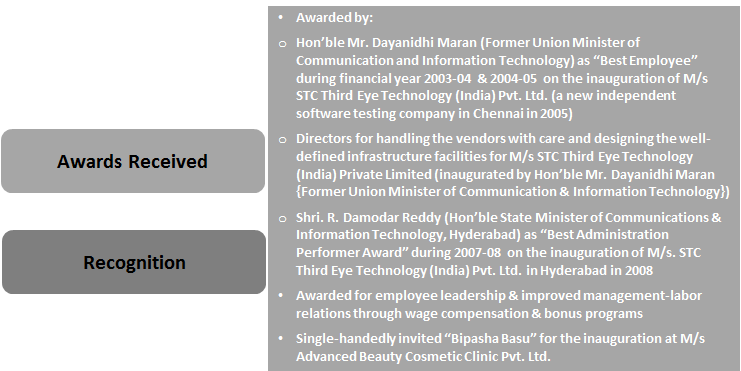 Awards Received
Recognition
• Awarded by:
o Hon’ble Mr. Dayanidhi Maran (Former Union Minister of
Communication and Information Technology) as “Best Employee”
during financial year 2003-04 & 2004-05 on the inauguration of M/s
STC Third Eye Technology (India) Pvt. Ltd. (a new independent
software testing company in Chennai in 2005)
o Directors for handling the vendors with care and designing the well-
defined infrastructure facilities for M/s STC Third Eye Technology
(India) Private Limited (inaugurated by Hon’ble Mr. Dayanidhi Maran
{Former Union Minister of Communication & Information Technology})
o Shri. R. Damodar Reddy (Hon’ble State Minister of Communications &
Information Technology, Hyderabad) as “Best Administration
Performer Award” during 2007-08 on the inauguration of M/s. STC
Third Eye Technology (India) Pvt. Ltd. in Hyderabad in 2008
• Awarded for employee leadership & improved management-labor
relations through wage compensation & bonus programs
• Single-handedly invited “Bipasha Basu” for the inauguration at M/s
Advanced Beauty Cosmetic Clinic Pvt. Ltd.